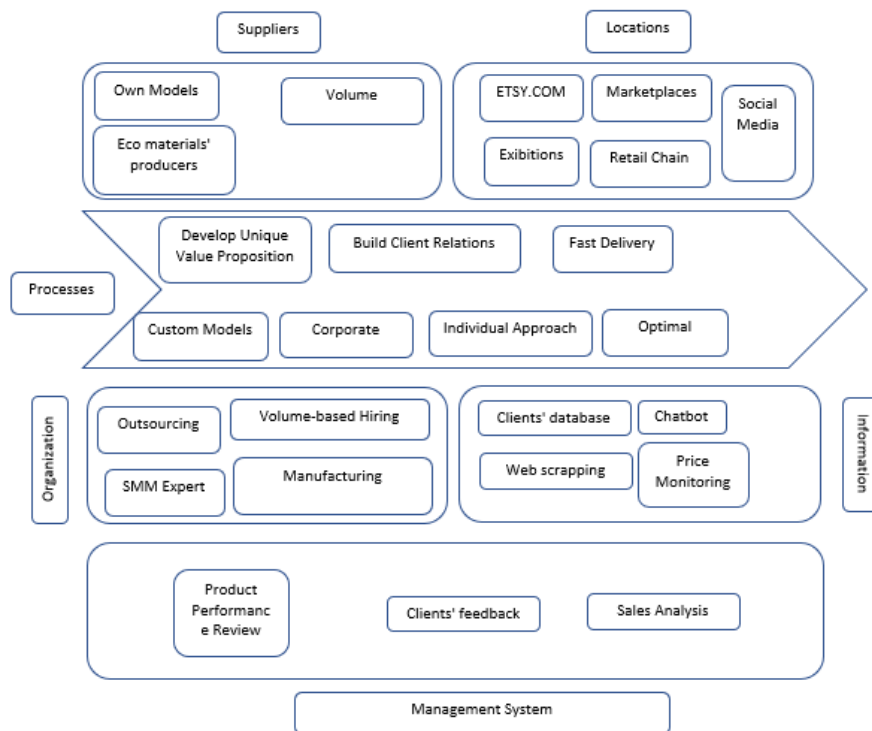 Suppliers
Locations
Own Models
Volume
Eco materials'
producers
ETSY.COM
Marketplaces
Social
Media
Exibitions
Retail Chain
Processes
Develop Unique
Value Proposition
Build Client Relations
Fast Delivery
Custom Models
Corporate
Individual Approach
Optimal
Organization
Outsourcing
Volume-based Hiring
SMM Expert
Manufacturing
Clients' database
Chatbot
Web scrapping
Price
Monitoring
Information
Product
Performanc
e Review
Clients' feedback
Sales Analysis
Management System